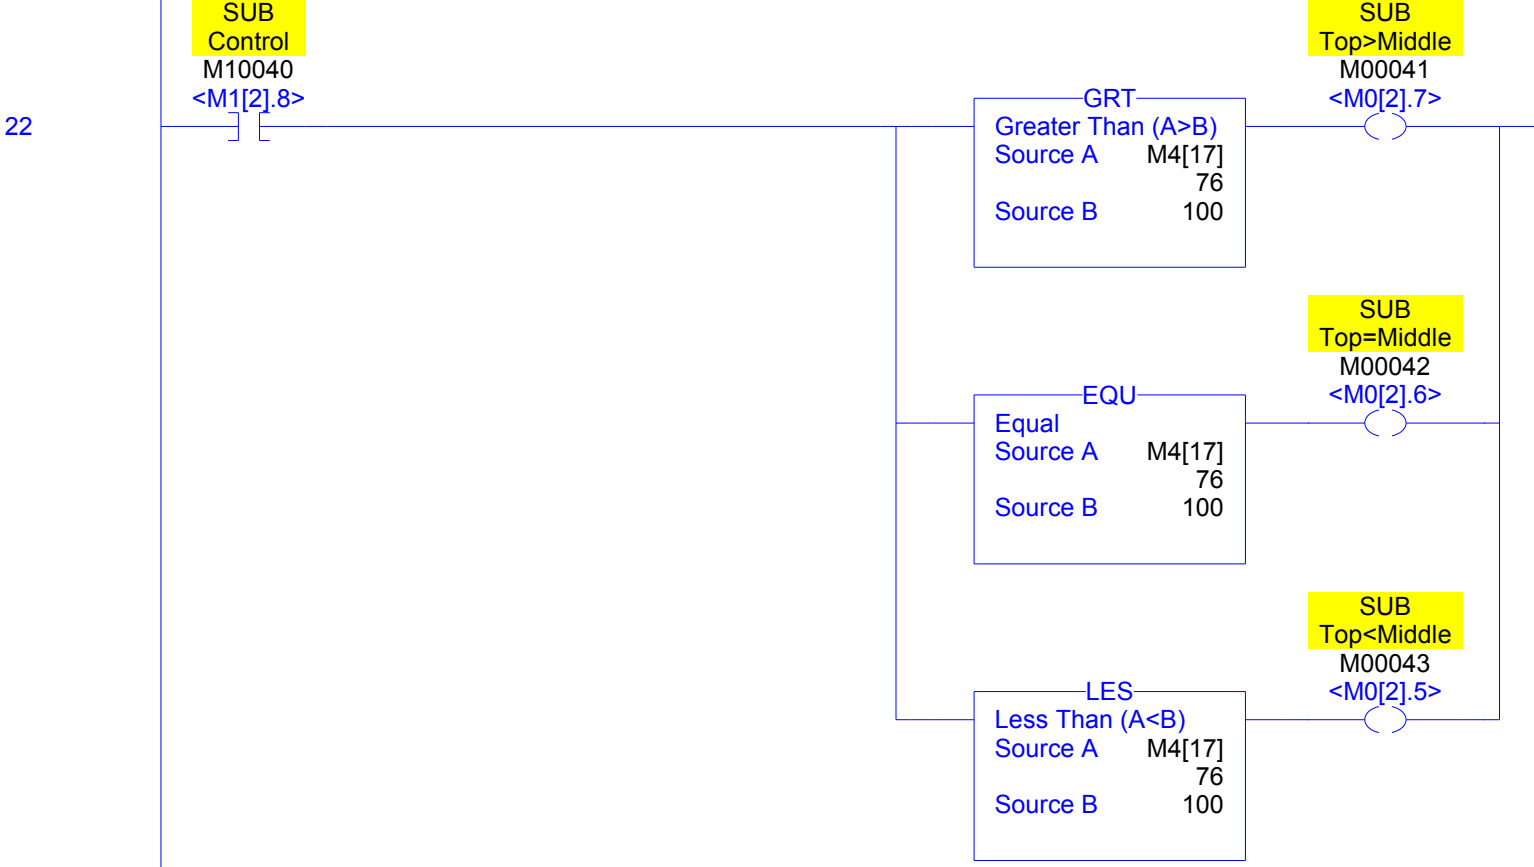 SUB
Control
M10040
<M1[2].8>
22
GRT
Greater Than (A>B)
Source A M4[17]
76
Source B 100
SUB
Top>Middle
M00041
<M0[2].7>
EQU
Equal
Source A M4[17]
76
Source B 100
SUB
Top=Middle
M00042
<M0[2].6>
LES
Less Than (A<B)
Source A M4[17]
76
Source B 100
SUB
Top<Middle
M00043
<M0[2].5>